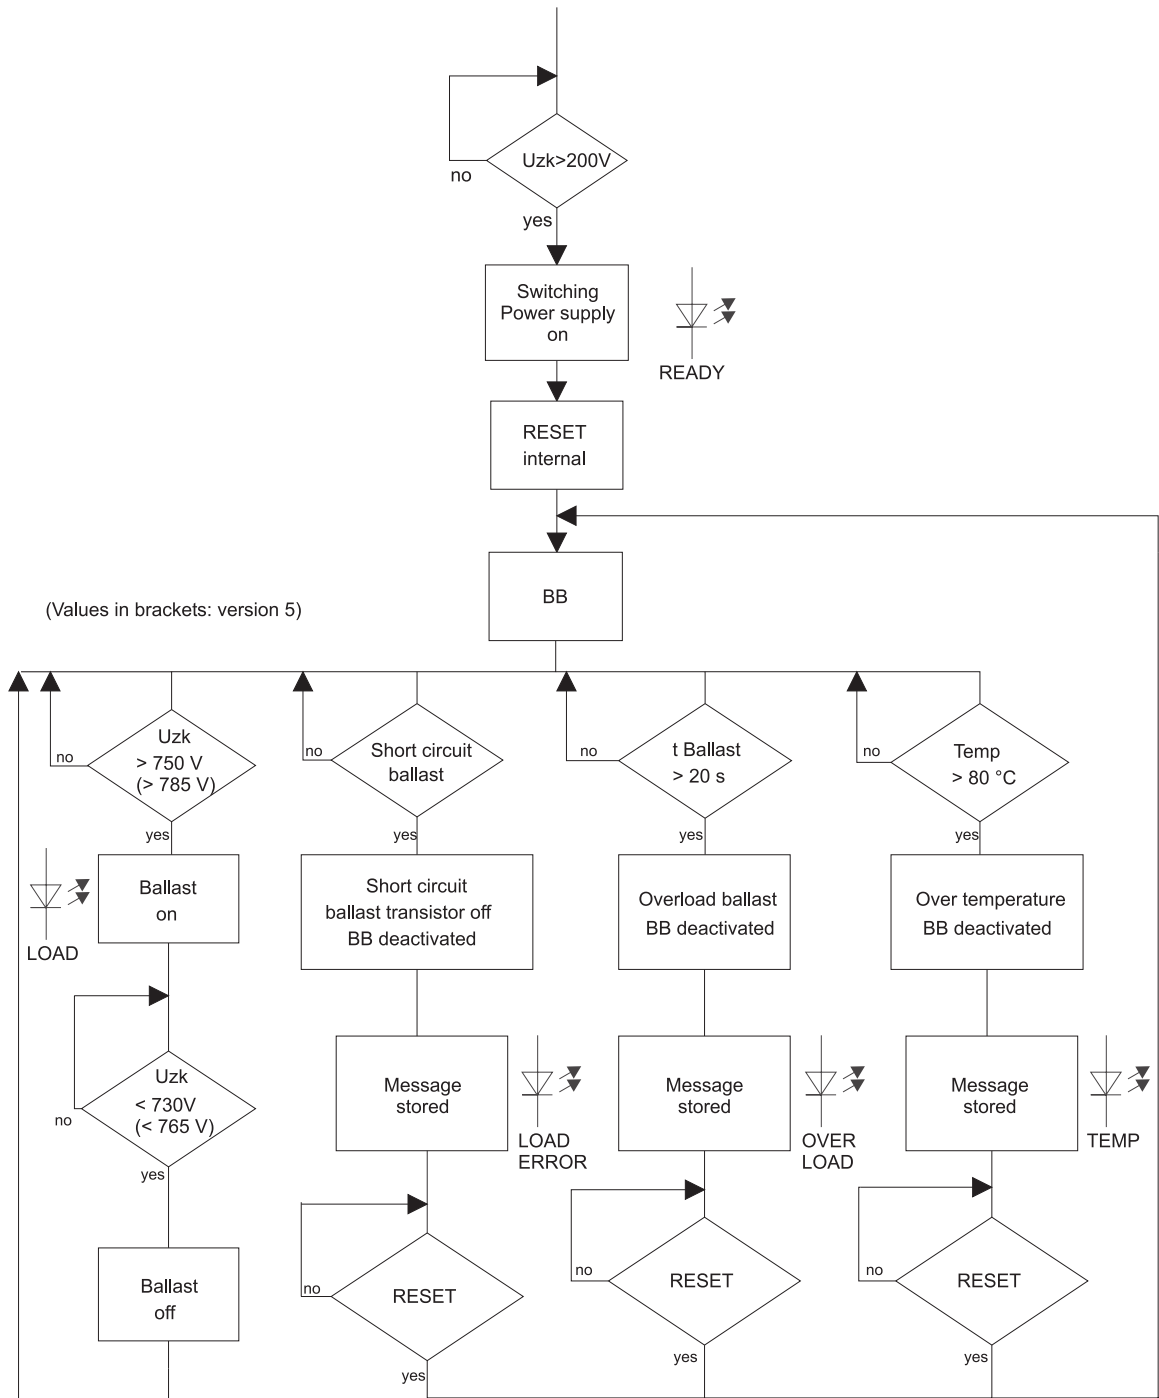 Uzk>200V
no
yes
Switching
Power supply
on
READY
RESET
internal
BB
(Values in brackets: version 5)
Uzk
> 750 V
(> 785 V)
no
yes
Short circuit
ballast
no
yes
t Ballast
> 20 s
no
yes
Temp
> 80 °C
no
yes
Ballast
on
LOAD
Short circuit
ballast transistor off
BB deactivated
Overload ballast
BB deactivated
Over temperature
BB deactivated
Uzk
< 730V
(< 765 V)
no
yes
Message
stored
LOAD
ERROR
Message
stored
OVER
LOAD
Message
stored
TEMP
Ballast
off
RESET
no
yes
RESET
no
yes
RESET
no
yes